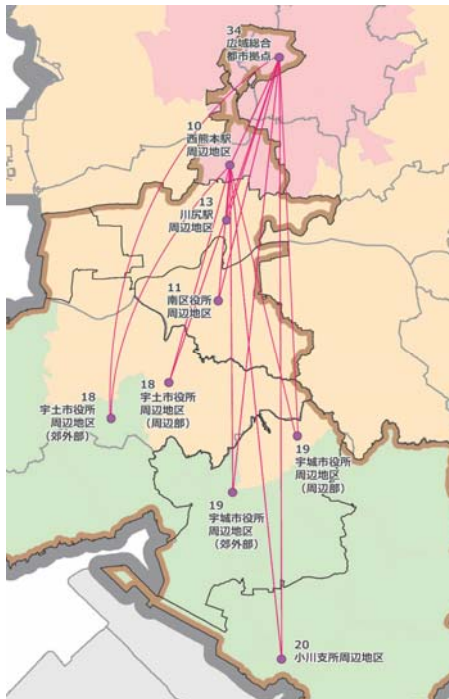 34
広域総合
都市拠点
10
西熊本駅
周辺地区
13
川尻駅
周辺地区
11
南区役所
周辺地区
18
宇土市役所
周辺地区
(郊外部)
18
宇土市役所
周辺地区
(周辺部)
19
宇城市役所
周辺地区
(周辺部)
19
宇城市役所
周辺地区
(郊外部)
20
小川支所周辺地区